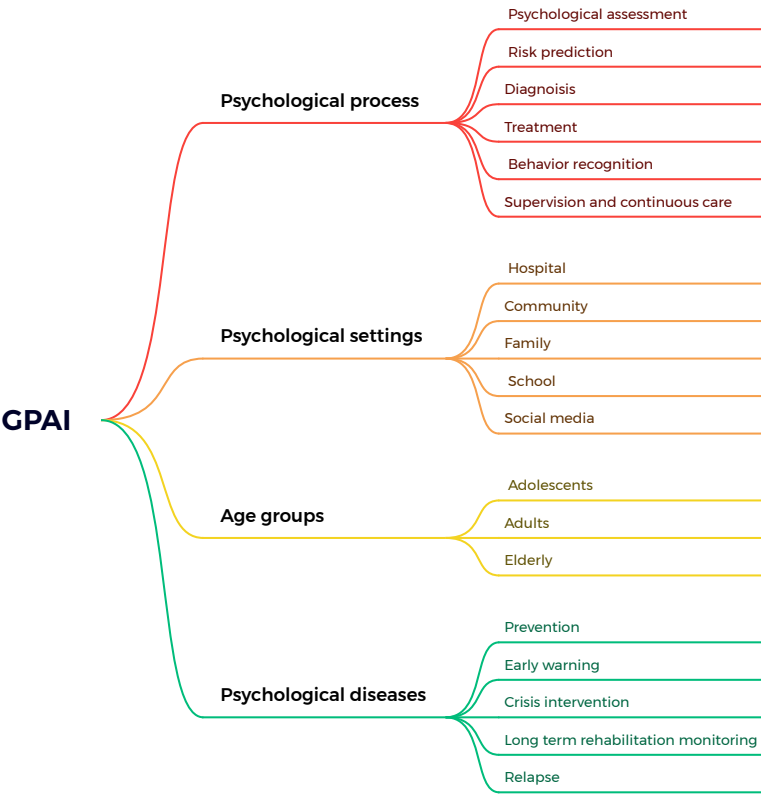 Psychological assessment
Risk prediction
Psychological process
Diagnoisis
Treatment
Behavior recognition
Supervision and continuous care
Hospital
Community
Psychological settings
Family
School
Social media
GPAI
Adolescents
Age groups
Adults
Elderly
Prevention
Early warning
Psychological diseases
Crisis intervention
Long term rehabilitation monitoring
Relapse